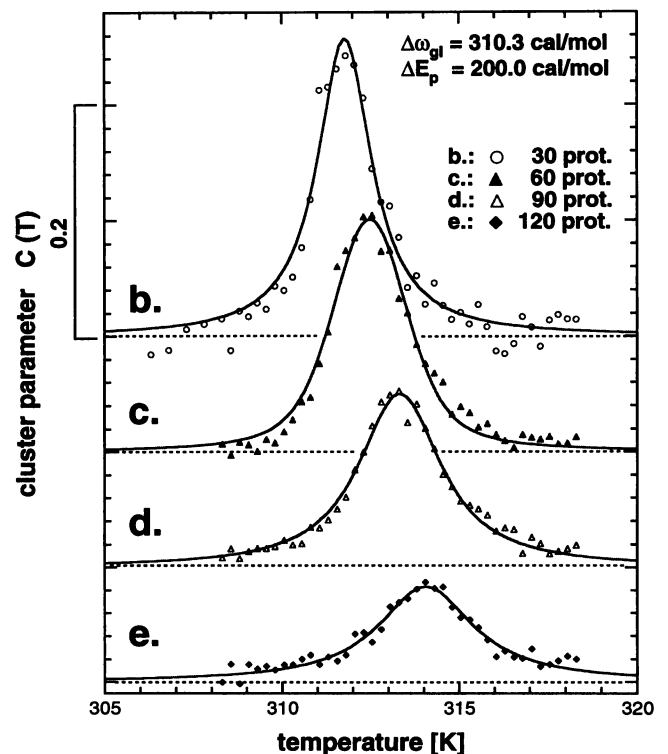 Δω_gl = 310.3 cal/mol
ΔE_p = 200.0 cal/mol
b.: ○ 30 prot.
c.: ▲ 60 prot.
d.: △ 90 prot.
e.: ◆ 120 prot.
cluster parameter C (T)
0.2
b.
c.
d.
e.
305 310 315 320
temperature [K]